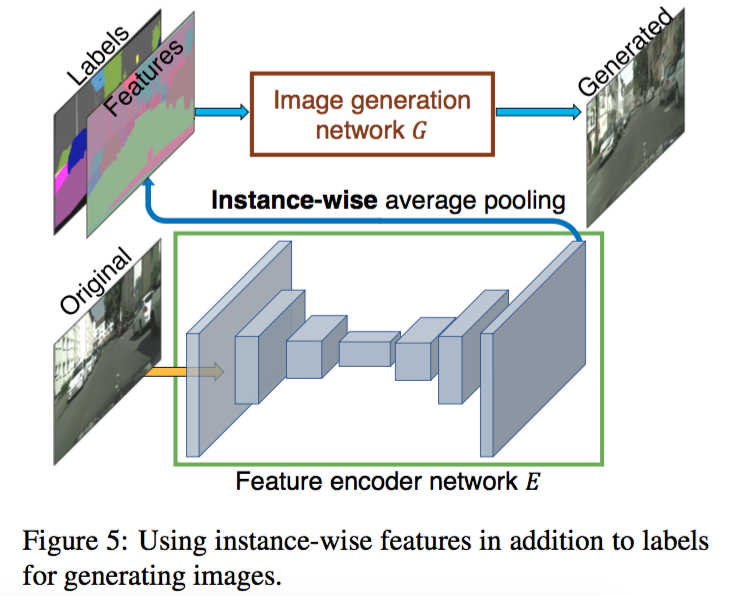 Labels
Features
Generated
Image generation
network G
Instance-wise average pooling
Original
Feature encoder network E
Figure 5: Using instance-wise features in addition to labels
for generating images.